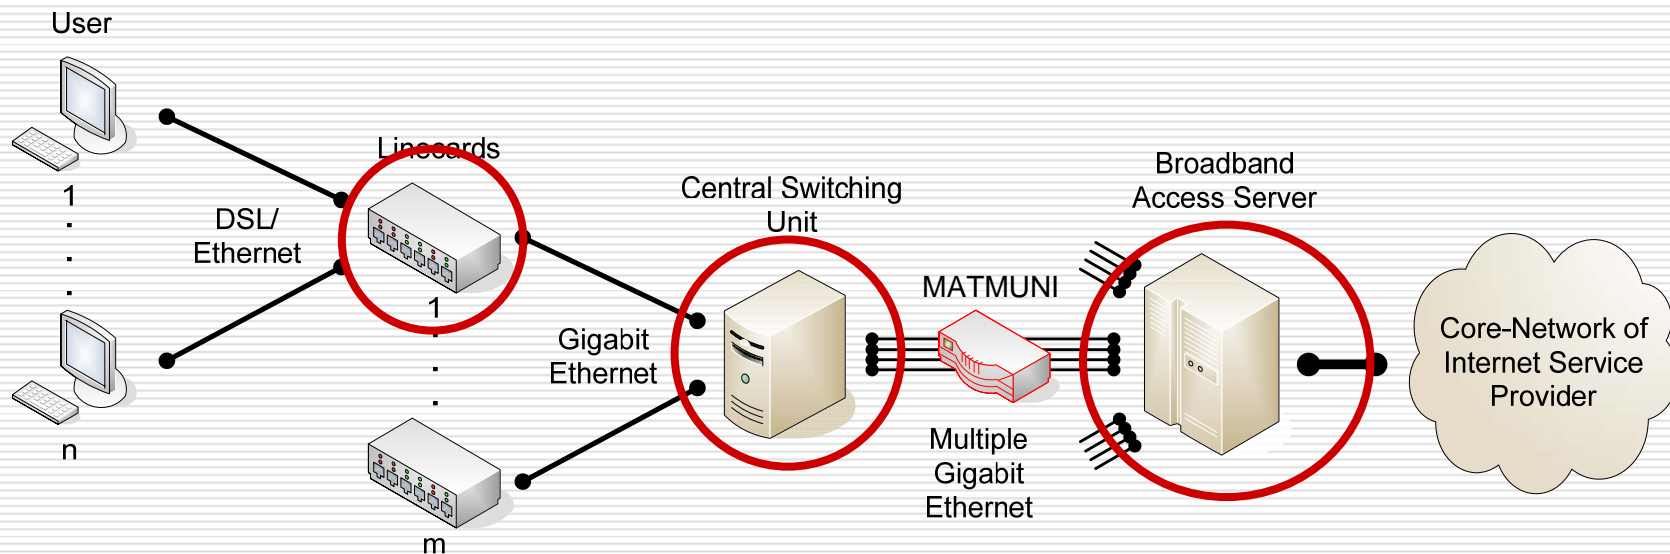 User
1
.
.
.
n
DSL/
Ethernet
Linecards
1
.
.
.
m
Gigabit
Ethernet
Central Switching
Unit
MATMUNI
Multiple
Gigabit
Ethernet
Broadband
Access Server
Core-Network of
Internet Service
Provider